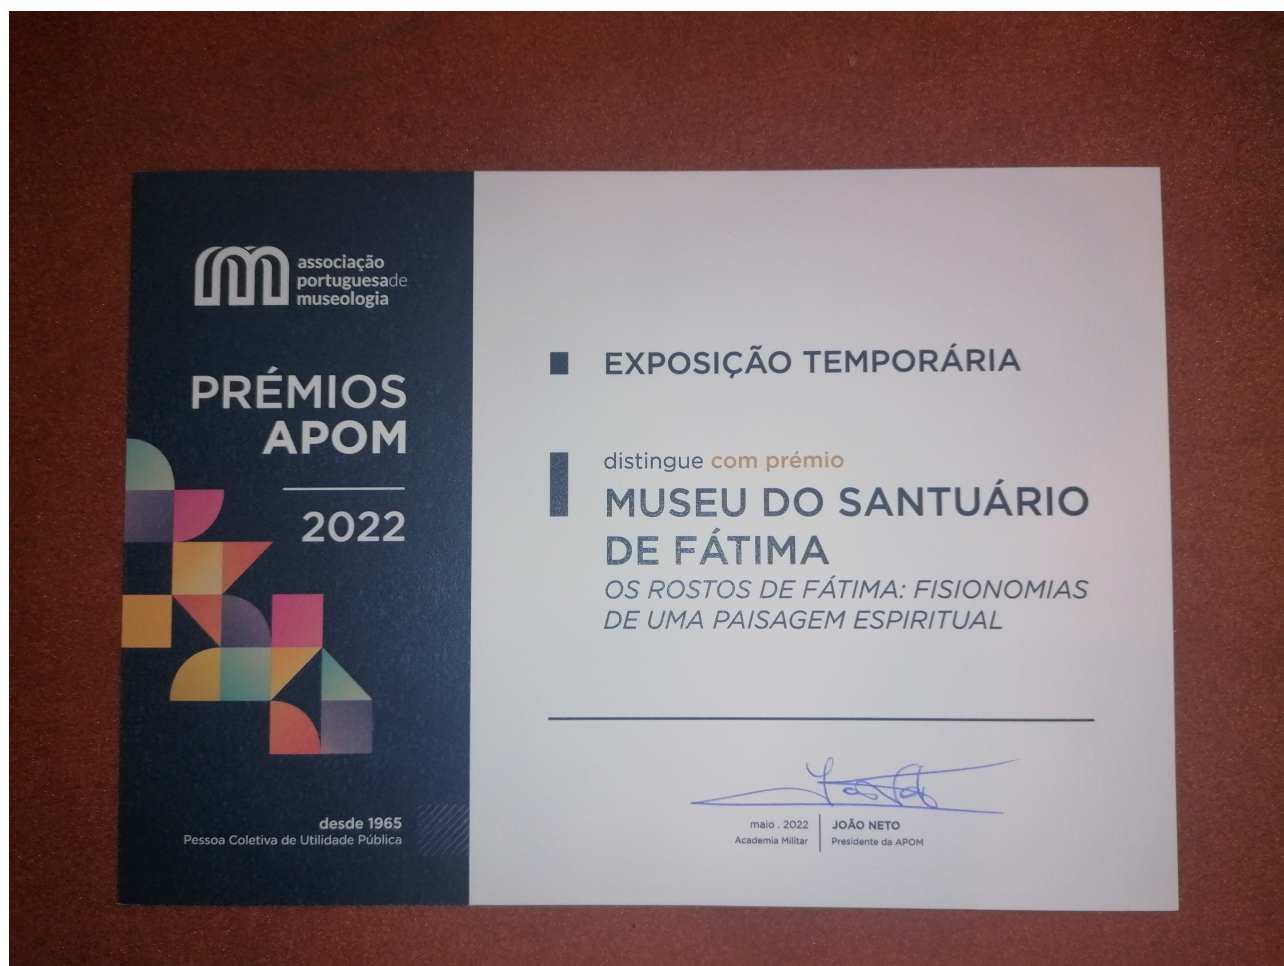 associação
portuguesade
museologia
PRÉMIOS
APOM
2022
desde 1965
Pessoa Coletiva de Utilidade Pública
EXPOSIÇÃO TEMPORÁRIA
distingue com prémio
MUSEU DO SANTUÁRIO
DE FÁTIMA
OS ROSTOS DE FÁTIMA: FISIONOMIAS
DE UMA PAISAGEM ESPIRITUAL
maio . 2022
Academia Militar
JOÃO NETO
Presidente da APOM